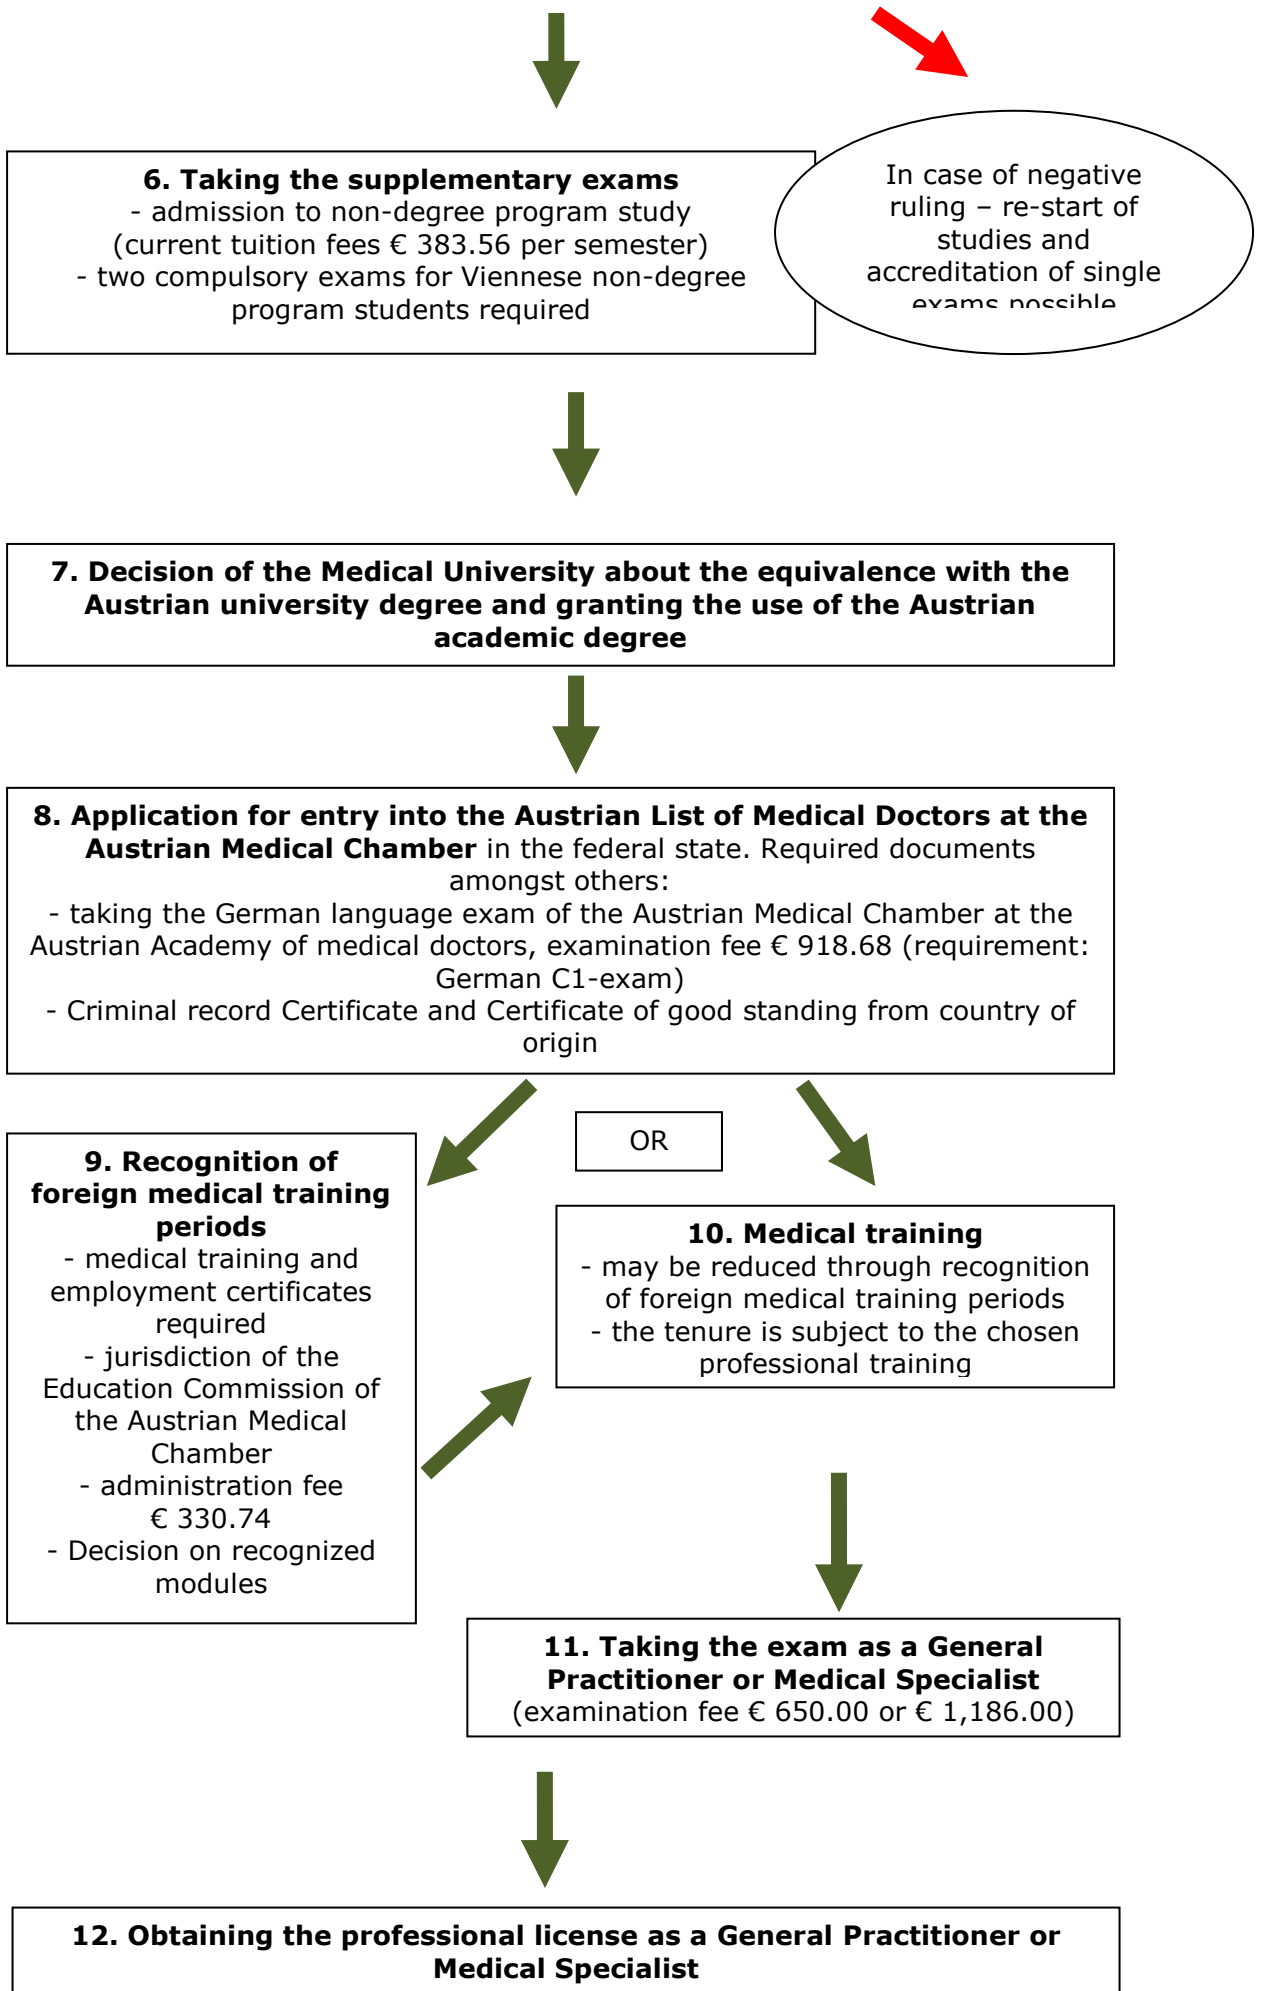 6. Taking the supplementary exams
- admission to non-degree program study
(current tuition fees € 383.56 per semester)
- two compulsory exams for Viennese non-degree
program students required
In case of negative
ruling – re-start of
studies and
accreditation of single
exams possible
7. Decision of the Medical University about the equivalence with the
Austrian university degree and granting the use of the Austrian
academic degree
8. Application for entry into the Austrian List of Medical Doctors at the
Austrian Medical Chamber in the federal state. Required documents
amongst others:
- taking the German language exam of the Austrian Medical Chamber at the
Austrian Academy of medical doctors, examination fee € 918.68 (requirement:
German C1-exam)
- Criminal record Certificate and Certificate of good standing from country of
origin
OR
9. Recognition of
foreign medical training
periods
- medical training and
employment certificates
required
- jurisdiction of the
Education Commission of
the Austrian Medical
Chamber
- administration fee
€ 330.74
- Decision on recognized
modules
10. Medical training
- may be reduced through recognition
of foreign medical training periods
- the tenure is subject to the chosen
professional training
11. Taking the exam as a General
Practitioner or Medical Specialist
(examination fee € 650.00 or € 1,186.00)
12. Obtaining the professional license as a General Practitioner or
Medical Specialist